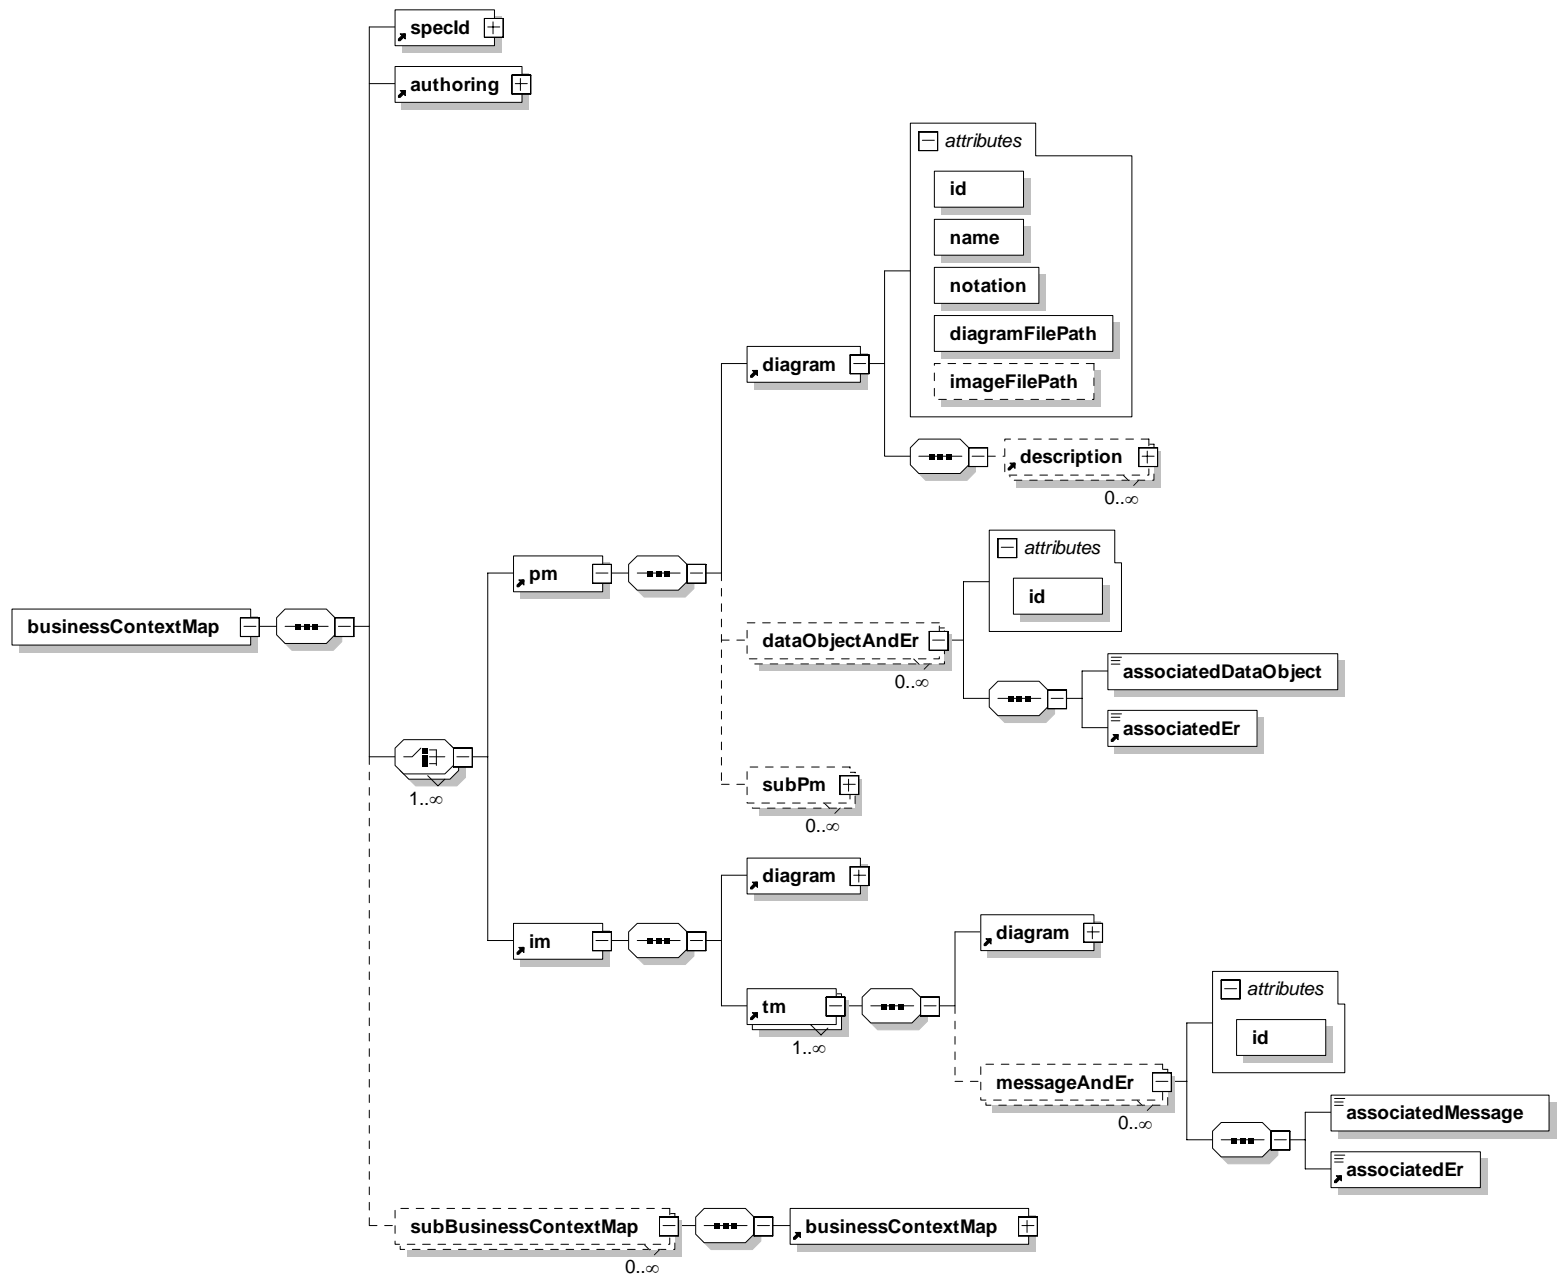 specId
authoring
attributes
id
name
notation
diagramFilePath
imageFilePath
diagram
description
0..∞
attributes
id
pm
businessContextMap
dataObjectAndEr
0..∞
associatedDataObject
associatedEr
1..∞
subPm
0..∞
diagram
im
diagram
tm
1..∞
attributes
id
messageAndEr
0..∞
associatedMessage
associatedEr
subBusinessContextMap
0..∞
businessContextMap